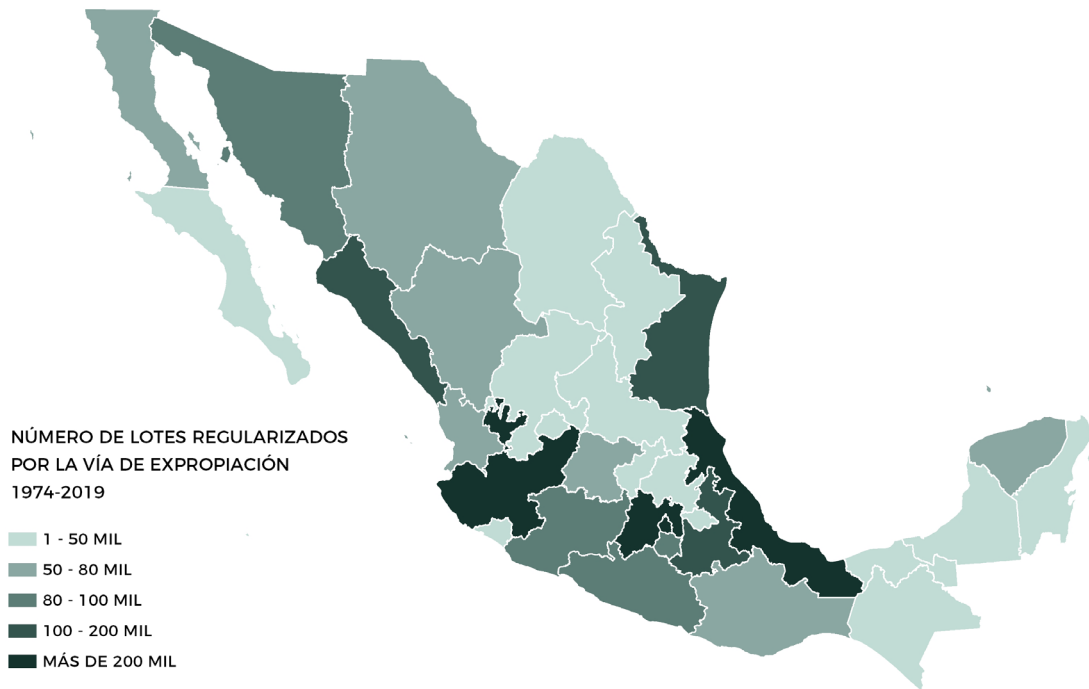 NÚMERO DE LOTES REGULARIZADOS
POR LA VÍA DE EXPROPIACIÓN
1974-2019
1 - 50 MIL
50 - 80 MIL
80 - 100 MIL
100 - 200 MIL
MÁS DE 200 MIL